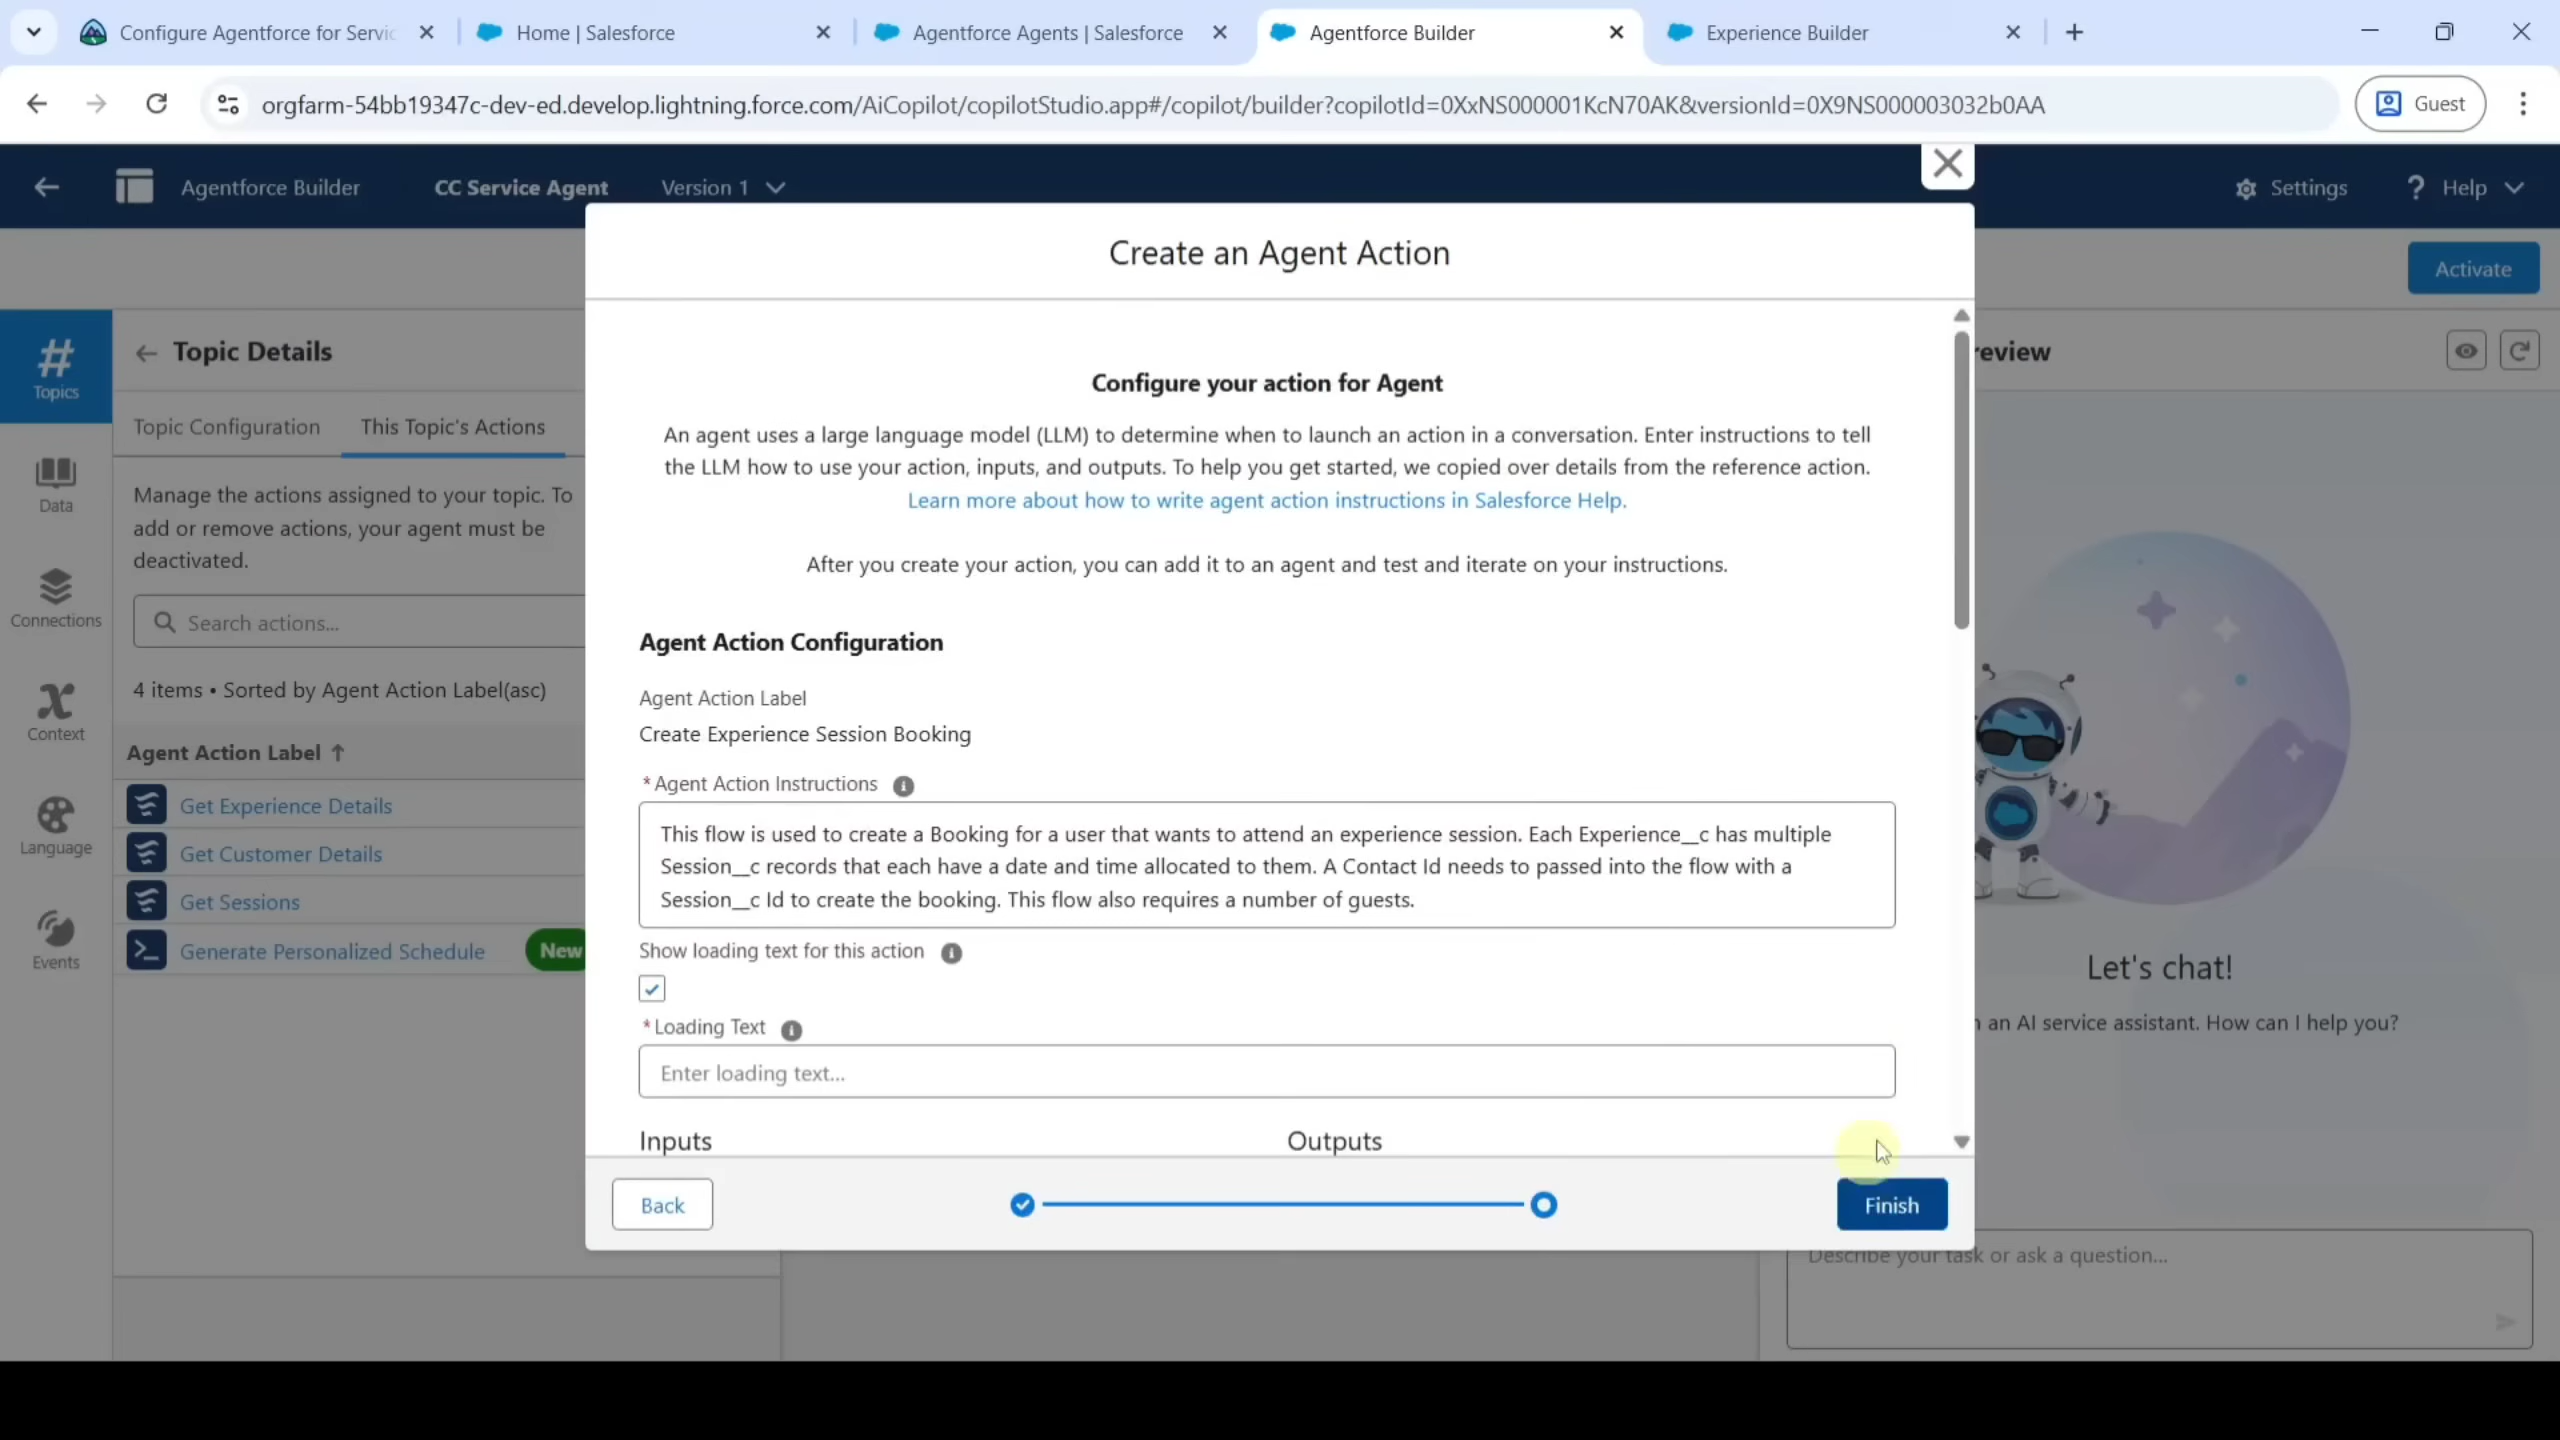 Configure Agentforce for Servic
Home | Salesforce
Agentforce Agents | Salesforce
Agentforce Builder
Experience Builder
orgfarm-54bb19347c-dev-ed.develop.lightning.force.com/AiCopilot/copilotStudio.app#/copilot/builder?copilotId=0XxNS000001KcN70AK&versionId=0X9NS000003032b0AA
Guest
Agentforce Builder
CC Service Agent
Version 1
Settings
Help
Activate
Create an Agent Action
Topics
Data
Connections
Context
Language
Events
Topic Details
Topic Configuration
This Topic's Actions
Manage the actions assigned to your topic. To
add or remove actions, your agent must be
deactivated.
Search actions...
4 items • Sorted by Agent Action Label(asc)
Agent Action Label
Get Experience Details
Get Customer Details
Get Sessions
Generate Personalized Schedule
New
Configure your action for Agent
An agent uses a large language model (LLM) to determine when to launch an action in a conversation. Enter instructions to tell
the LLM how to use your action, inputs, and outputs. To help you get started, we copied over details from the reference action.
Learn more about how to write agent action instructions in Salesforce Help.
After you create your action, you can add it to an agent and test and iterate on your instructions.
Agent Action Configuration
Agent Action Label
Create Experience Session Booking
* Agent Action Instructions
This flow is used to create a Booking for a user that wants to attend an experience session. Each Experience__c has multiple
Session__c records that each have a date and time allocated to them. A Contact Id needs to passed into the flow with a
Session__c Id to create the booking. This flow also requires a number of guests.
Show loading text for this action
* Loading Text
Enter loading text...
Inputs
Outputs
Back
Finish
review
Let's chat!
an AI service assistant. How can I help you?
Describe your task or ask a question...